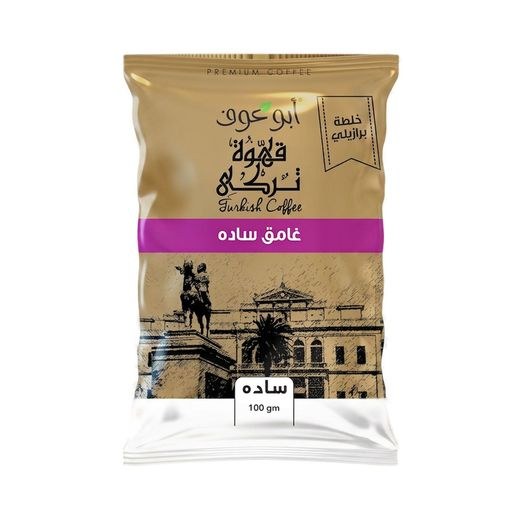 PREMIUM COFFEE
أبو عوف
خلطة
برازيلي
قهوة
تركي
Turkish Coffee
غامق ساده
ساده
100 gm